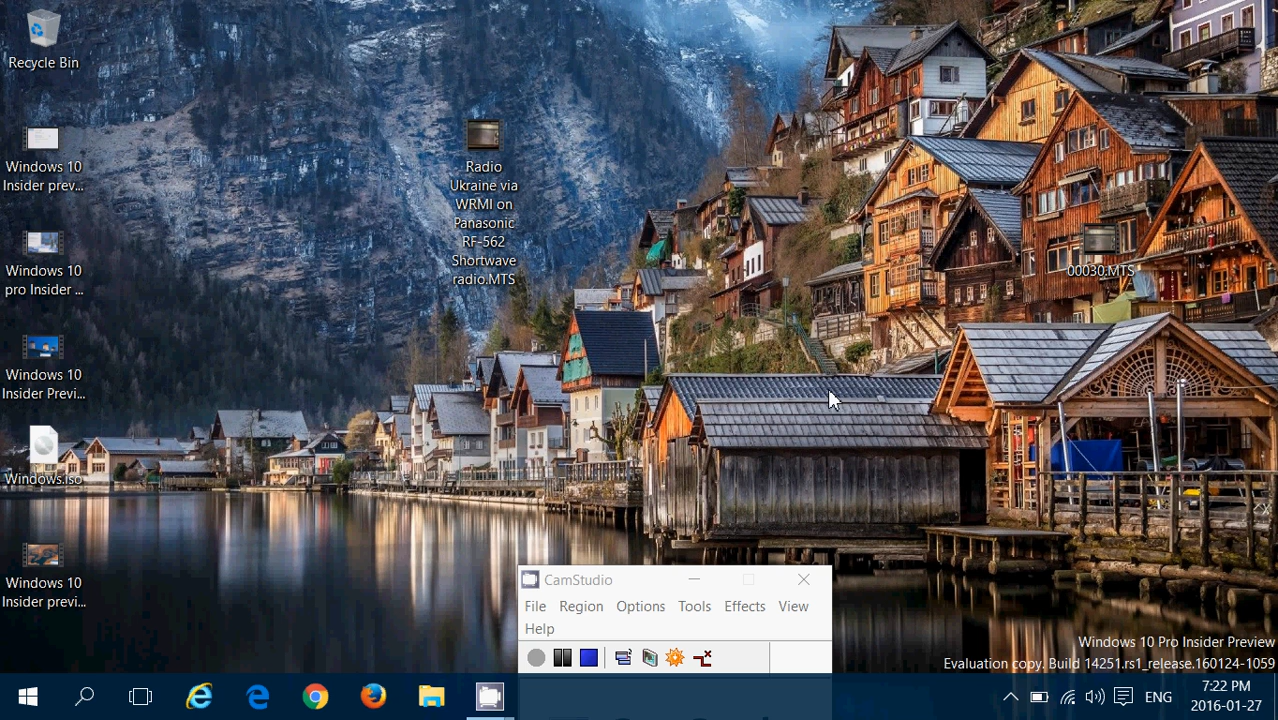 Recycle Bin
Windows 10
Insider prev...
Windows 10
pro Insider ...
Windows 10
Insider Previ...
Windows.iso
Windows 10
Insider previ...
Radio
Ukraine via
WRMI on
Panasonic
RF-562
Shortwave
radio.MTS
00030.MTS
CamStudio
File Region Options Tools Effects View
Help
Windows 10 Pro Insider Preview
Evaluation copy. Build 14251.rs1_release.160124-1059
ENG
7:22 PM
2016-01-27